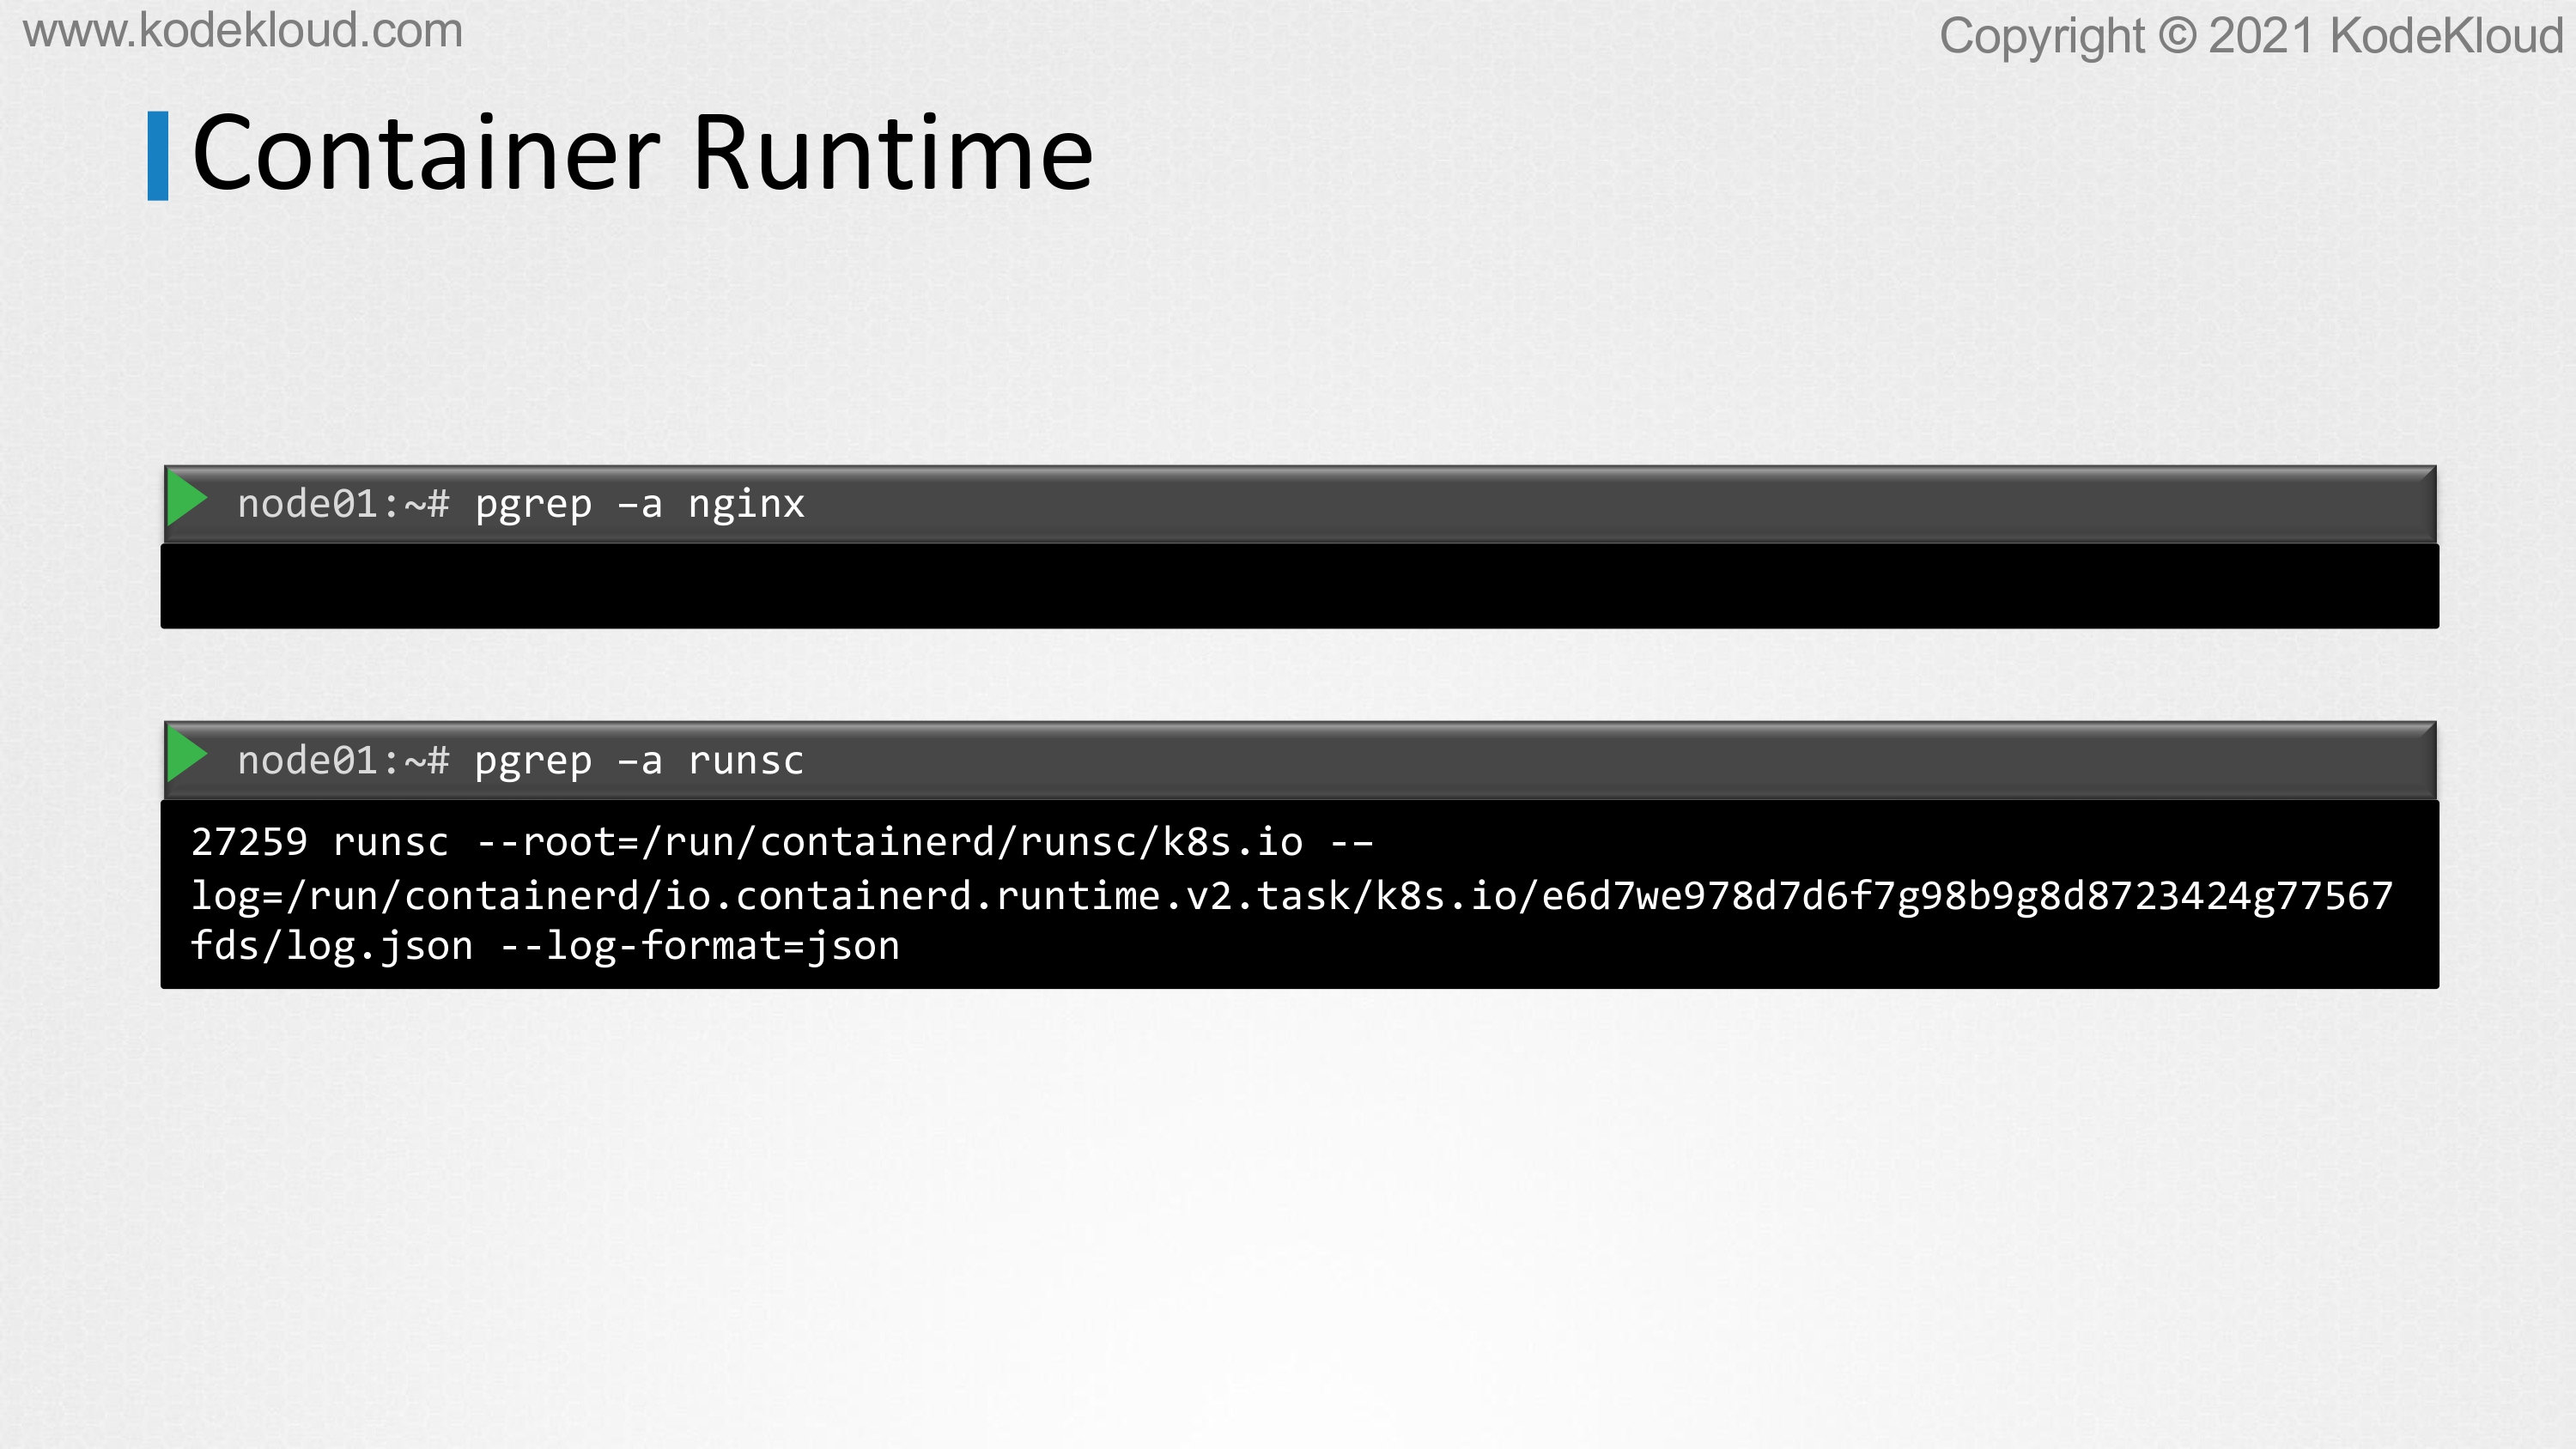 www.kodekloud.com
Copyright © 2021 KodeKloud
Container Runtime
node01:~# pgrep –a nginx
node01:~# pgrep –a runsc
27259 runsc --root=/run/containerd/runsc/k8s.io -–
log=/run/containerd/io.containerd.runtime.v2.task/k8s.io/e6d7we978d7d6f7g98b9g8d8723424g77567
fds/log.json --log-format=json